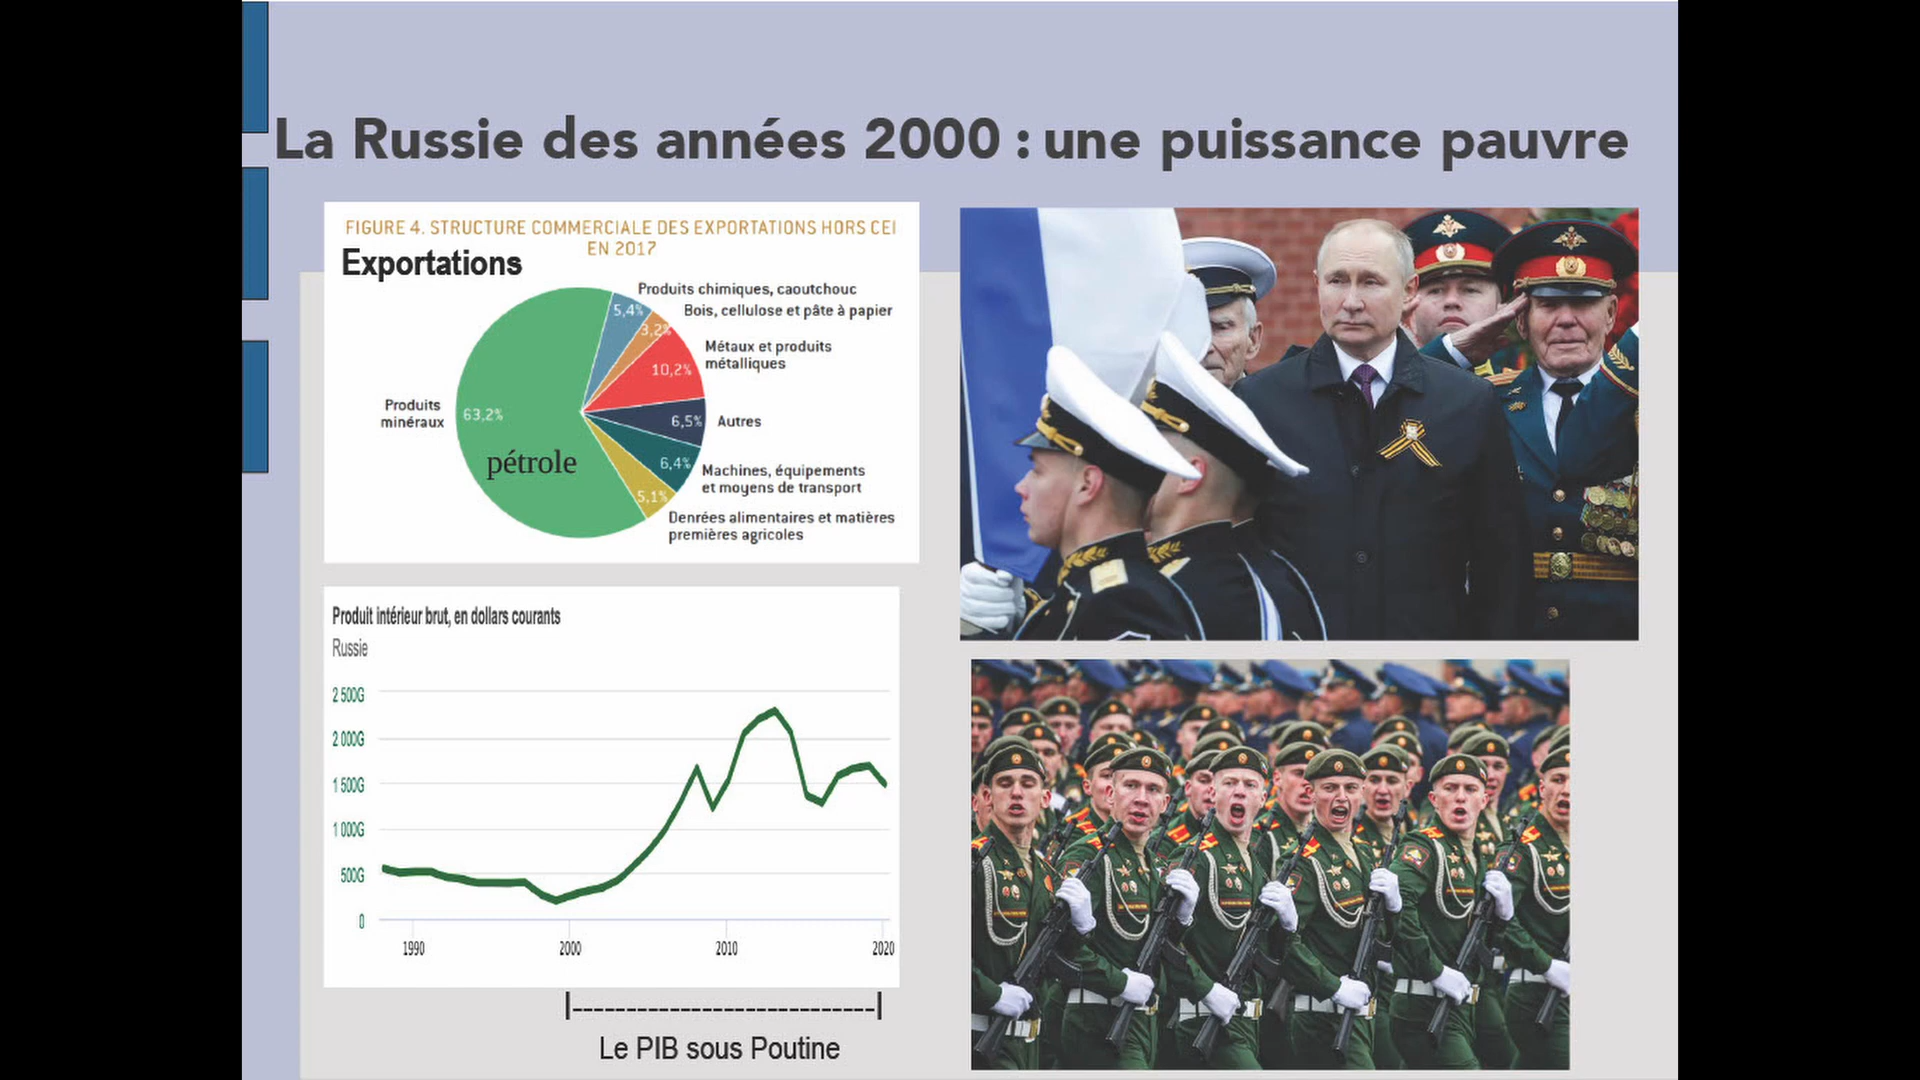 La Russie des années 2000 : une puissance pauvre
FIGURE 4. STRUCTURE COMMERCIALE DES EXPORTATIONS HORS CEI
EN 2017
Exportations
Produits chimiques, caoutchouc
5,4%
Bois, cellulose et pâte à papier
3,2%
Métaux et produits
métalliques
10,2%
Produits
minéraux
63,2%
6,5%
Autres
pétrole
6,4%
Machines, équipements
et moyens de transport
5,1%
Denrées alimentaires et matières
premières agricoles
Produit intérieur brut, en dollars courants
Russie
2 500G
2 000G
1 500G
1 000G
500G
0
1990
2000
2010
2020
Le PIB sous Poutine